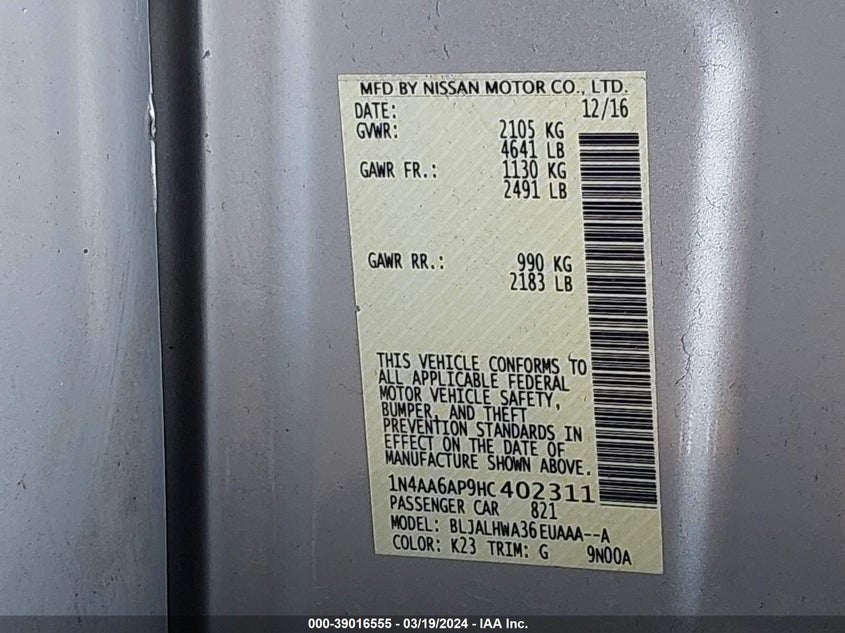 MFD BY NISSAN MOTOR CO., LTD.
DATE: 12/16
GVWR: 2105 KG
4641 LB
GAWR FR.: 1130 KG
2491 LB
GAWR RR.: 990 KG
2183 LB
THIS VEHICLE CONFORMS TO
ALL APPLICABLE FEDERAL
MOTOR VEHICLE SAFETY,
BUMPER, AND THEFT
PREVENTION STANDARDS IN
EFFECT ON THE DATE OF
MANUFACTURE SHOWN ABOVE.
1N4AA6AP9HC402311
PASSENGER CAR 821
MODEL: BLJALHWA36EUAAA--A
COLOR: K23 TRIM: G 9N00A
000-39016555 - 03/19/2024 - IAA Inc.